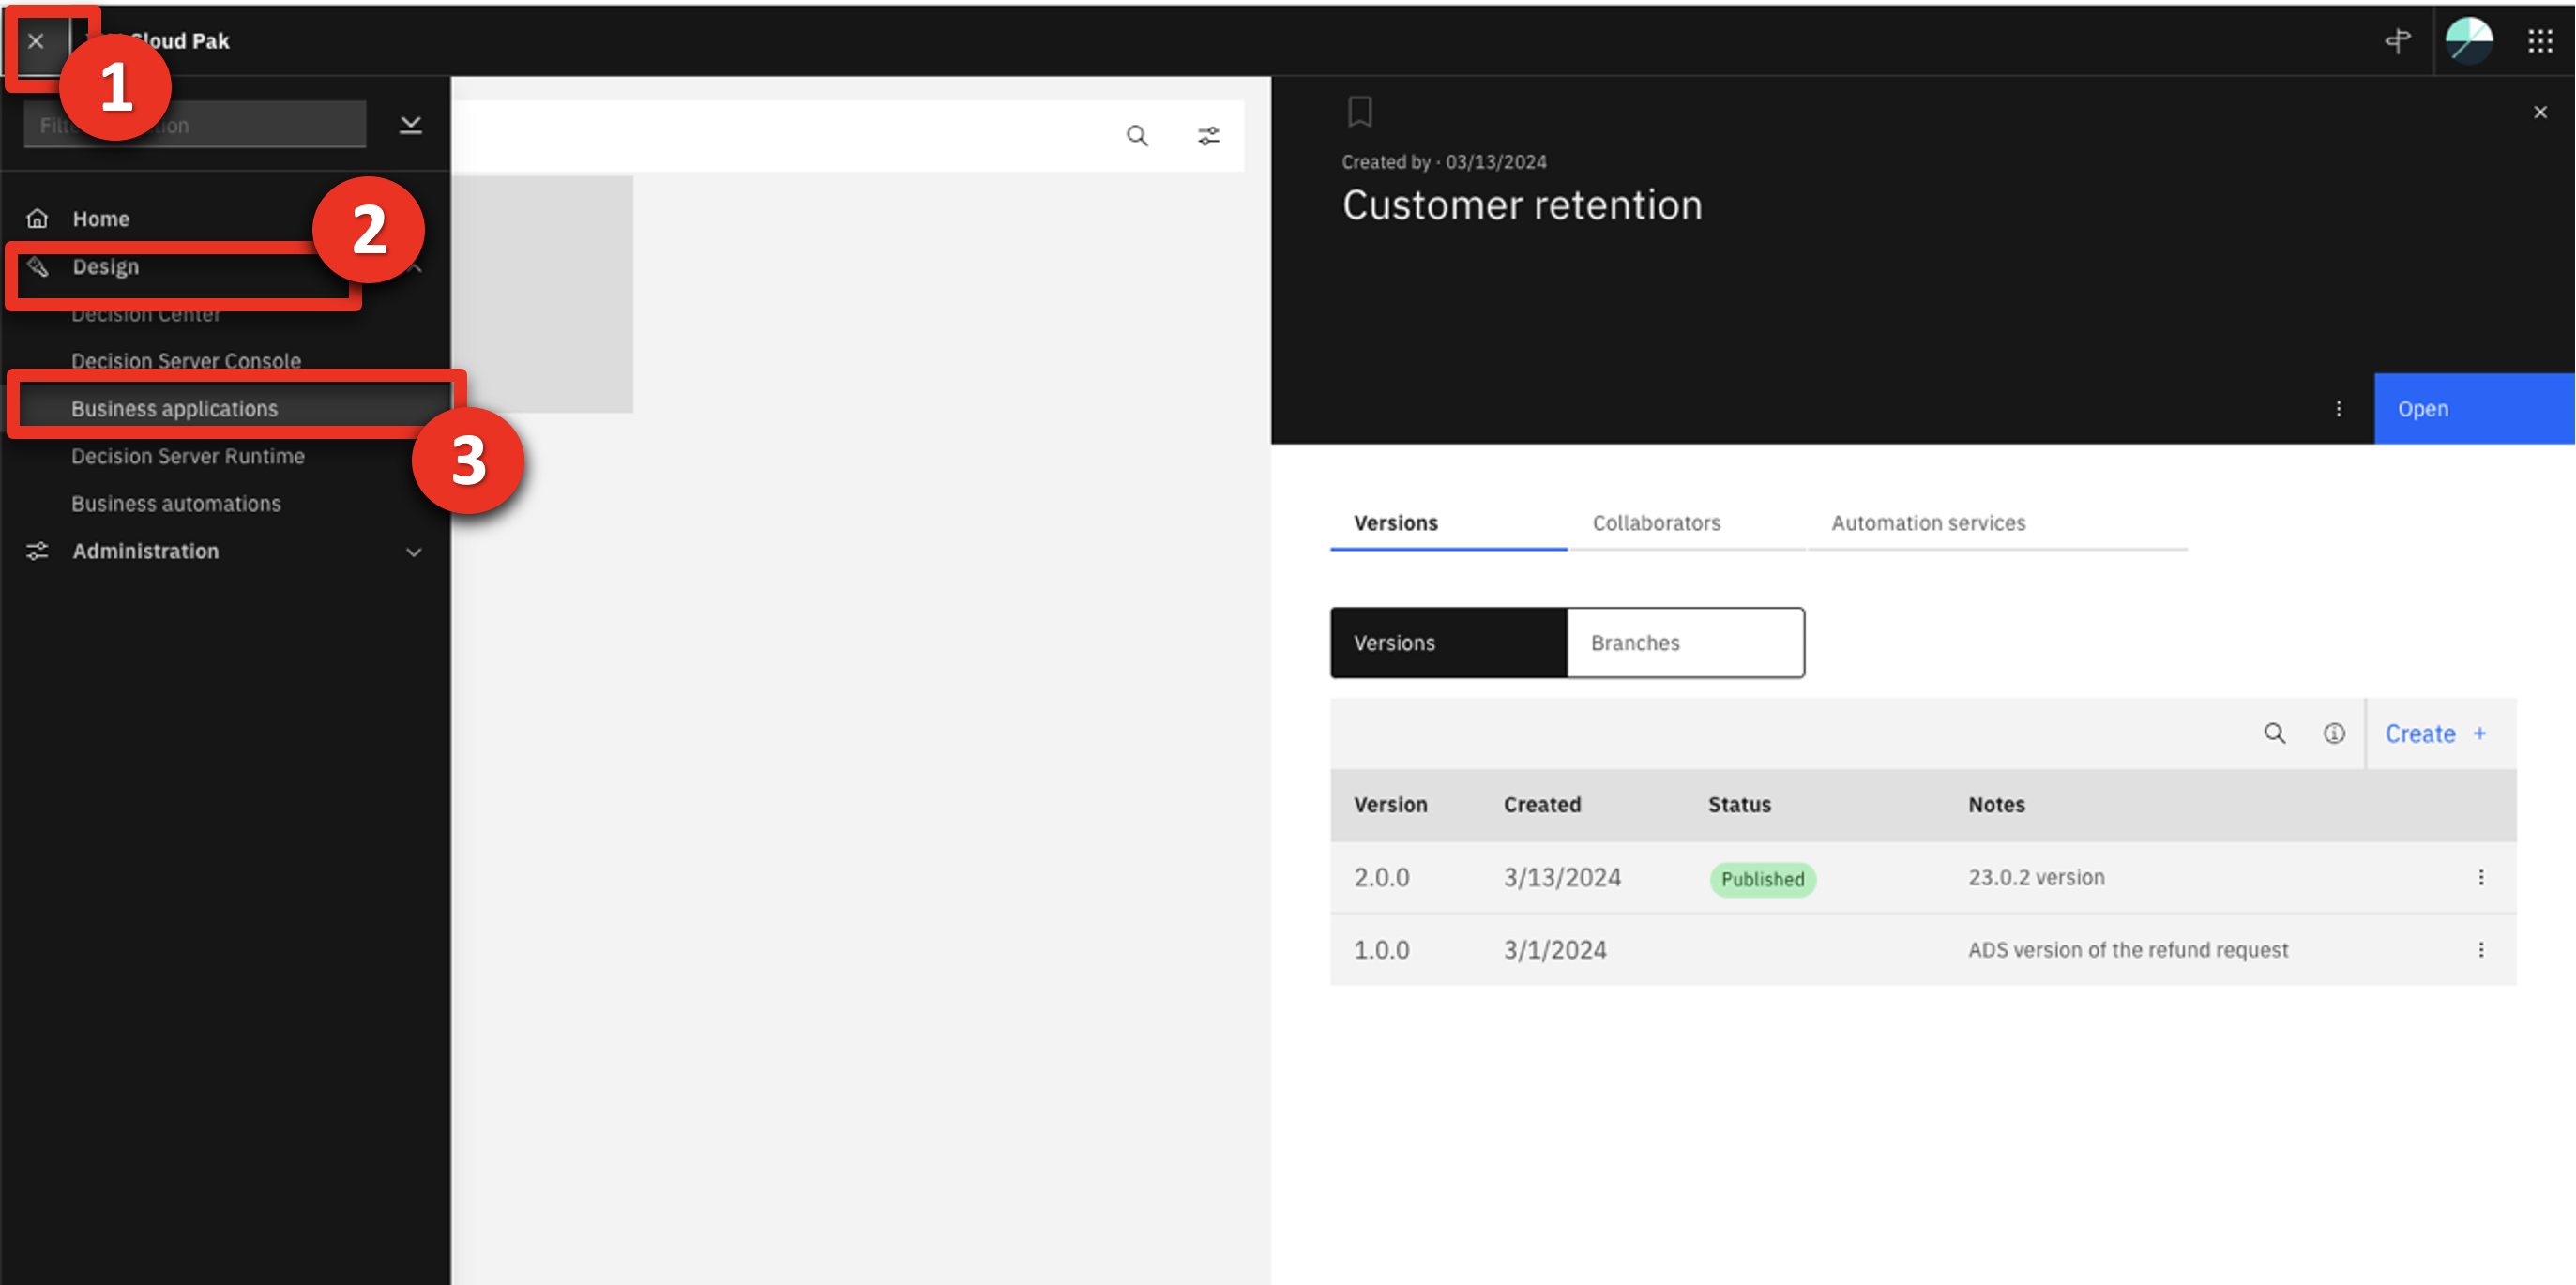 1
Cloud Pak
2
Home
Design
Decision Center
Decision Server Console
Business applications
3
Decision Server Runtime
Business automations
Administration
Created by · 03/13/2024
Customer retention
Open
Versions Collaborators Automation services
Versions Branches
Create +
Version Created Status Notes
2.0.0 3/13/2024 Published 23.0.2 version
1.0.0 3/1/2024 ADS version of the refund request